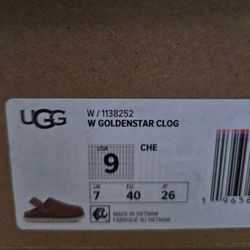 UGG
W / 1138252
W GOLDENSTAR CLOG
USA
9
CHE
UK EU JP
7 40 26
MADE IN VIETNAM
FABRIQUÉ AU VIETNAM